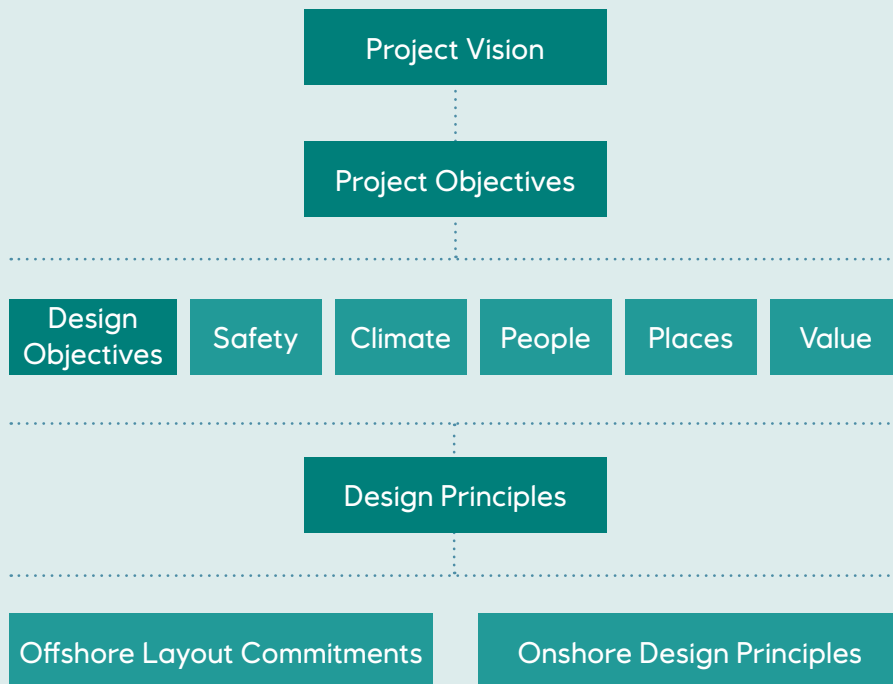 Project Vision
Project Objectives
Design
Objectives
Safety
Climate
People
Places
Value
Design Principles
Offshore Layout Commitments
Onshore Design Principles